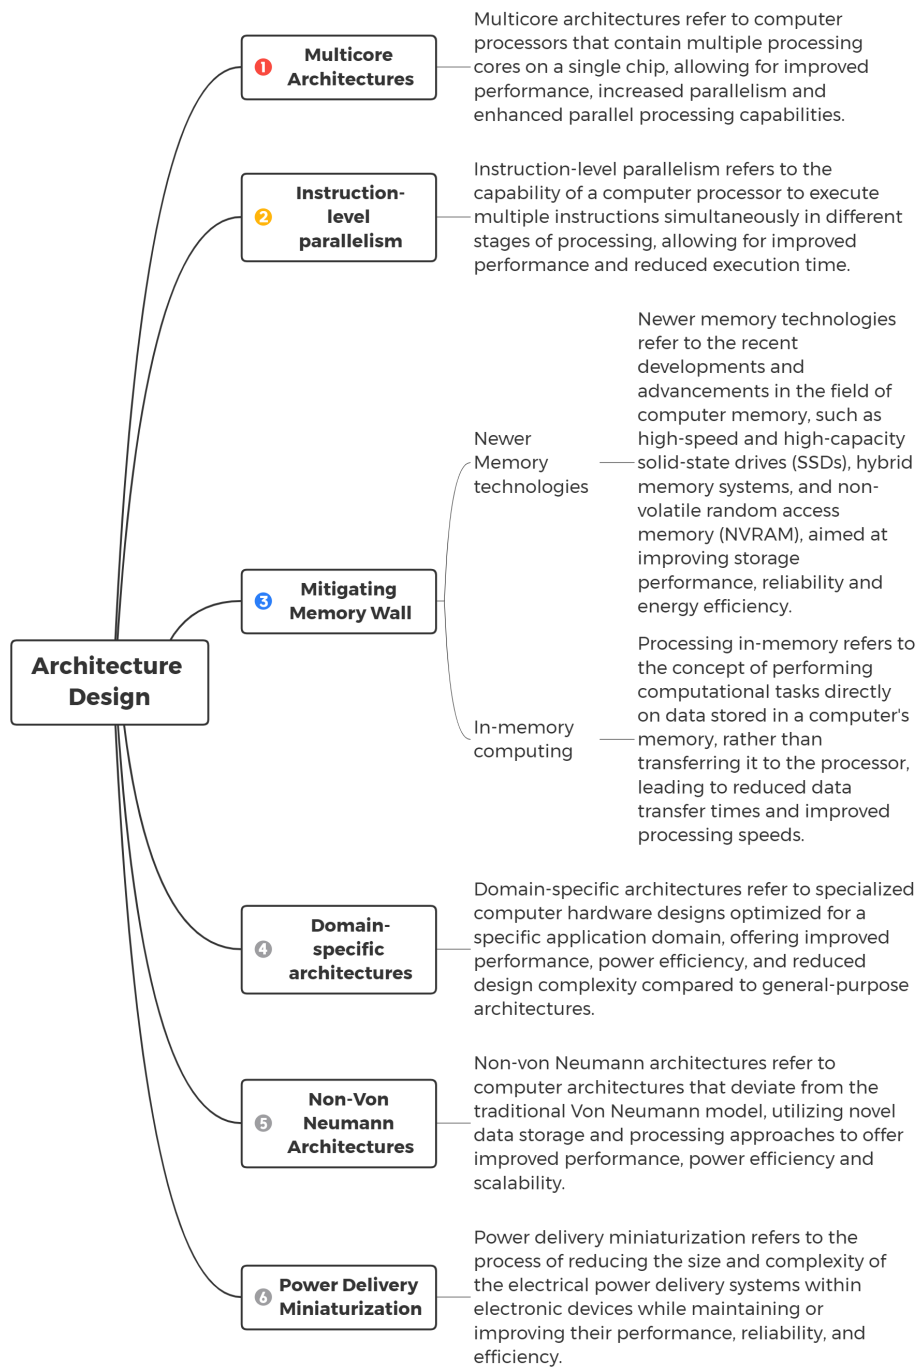 Architecture
Design
1
Multicore
Architectures
Multicore architectures refer to computer
processors that contain multiple processing
cores on a single chip, allowing for improved
performance, increased parallelism and
enhanced parallel processing capabilities.
2
Instruction-
level
parallelism
Instruction-level parallelism refers to the
capability of a computer processor to execute
multiple instructions simultaneously in different
stages of processing, allowing for improved
performance and reduced execution time.
3
Mitigating
Memory Wall
Newer
Memory
technologies
Newer memory technologies
refer to the recent
developments and
advancements in the field of
computer memory, such as
high-speed and high-capacity
solid-state drives (SSDs), hybrid
memory systems, and non-
volatile random access
memory (NVRAM), aimed at
improving storage
performance, reliability and
energy efficiency.
In-memory
computing
Processing in-memory refers to
the concept of performing
computational tasks directly
on data stored in a computer's
memory, rather than
transferring it to the processor,
leading to reduced data
transfer times and improved
processing speeds.
4
Domain-
specific
architectures
Domain-specific architectures refer to specialized
computer hardware designs optimized for a
specific application domain, offering improved
performance, power efficiency, and reduced
design complexity compared to general-purpose
architectures.
5
Non-Von
Neumann
Architectures
Non-von Neumann architectures refer to
computer architectures that deviate from the
traditional Von Neumann model, utilizing novel
data storage and processing approaches to offer
improved performance, power efficiency and
scalability.
6
Power Delivery
Miniaturization
Power delivery miniaturization refers to the
process of reducing the size and complexity of
the electrical power delivery systems within
electronic devices while maintaining or
improving their performance, reliability, and
efficiency.